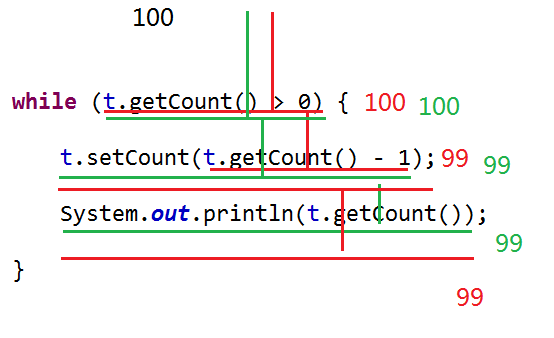 100
while (t.getCount() > 0) { 100 100
t.setCount(t.getCount() - 1); 99 99
System.out.println(t.getCount());
99
}
99